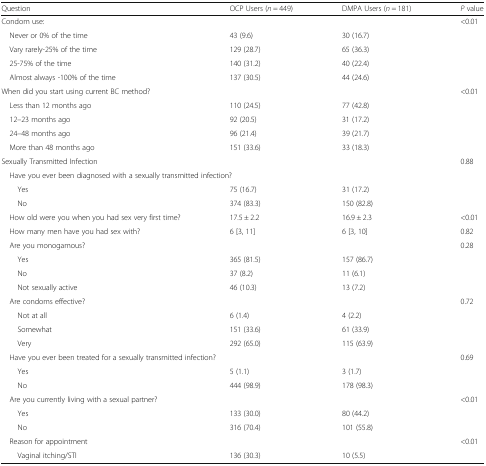 Question OCP Users (n = 449) DMPA Users (n = 181) P value
Condom use: <0.01
Never or 0% of the time 43 (9.6) 30 (16.7)
Vary rarely-25% of the time 129 (28.7) 65 (36.3)
25-75% of the time 140 (31.2) 40 (22.4)
Almost always -100% of the time 137 (30.5) 44 (24.6)
When did you start using current BC method? <0.01
Less than 12 months ago 110 (24.5) 77 (42.8)
12–23 months ago 92 (20.5) 31 (17.2)
24–48 months ago 96 (21.4) 39 (21.7)
More than 48 months ago 151 (33.6) 33 (18.3)
Sexually Transmitted Infection 0.88
Have you ever been diagnosed with a sexually transmitted infection?
Yes 75 (16.7) 31 (17.2)
No 374 (83.3) 150 (82.8)
How old were you when you had sex very first time? 17.5 ± 2.2 16.9 ± 2.3 <0.01
How many men have you had sex with? 6 [3, 11] 6 [3, 10] 0.82
Are you monogamous? 0.28
Yes 365 (81.5) 157 (86.7)
No 37 (8.2) 11 (6.1)
Not sexually active 46 (10.3) 13 (7.2)
Are condoms effective? 0.72
Not at all 6 (1.4) 4 (2.2)
Somewhat 151 (33.6) 61 (33.9)
Very 292 (65.0) 115 (63.9)
Have you ever been treated for a sexually transmitted infection? 0.69
Yes 5 (1.1) 3 (1.7)
No 444 (98.9) 178 (98.3)
Are you currently living with a sexual partner? <0.01
Yes 133 (30.0) 80 (44.2)
No 316 (70.4) 101 (55.8)
Reason for appointment <0.01
Vaginal itching/STI 136 (30.3) 10 (5.5)